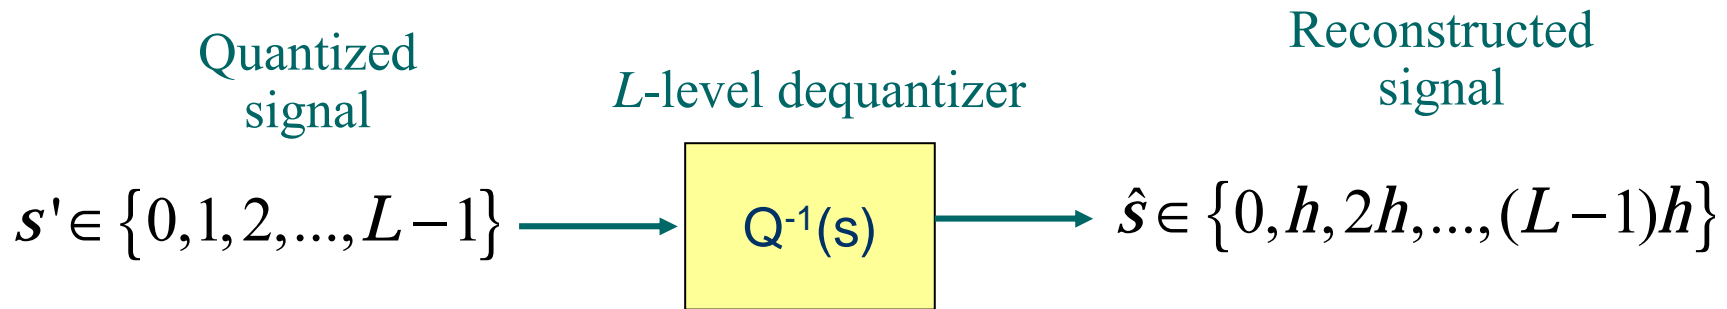 Quantized
signal
L-level dequantizer
Reconstructed
signal
s'∈ {0,1,2,...,L−1}
Q⁻¹(s)
ŝ∈ {0,h,2h,...,(L−1)h}